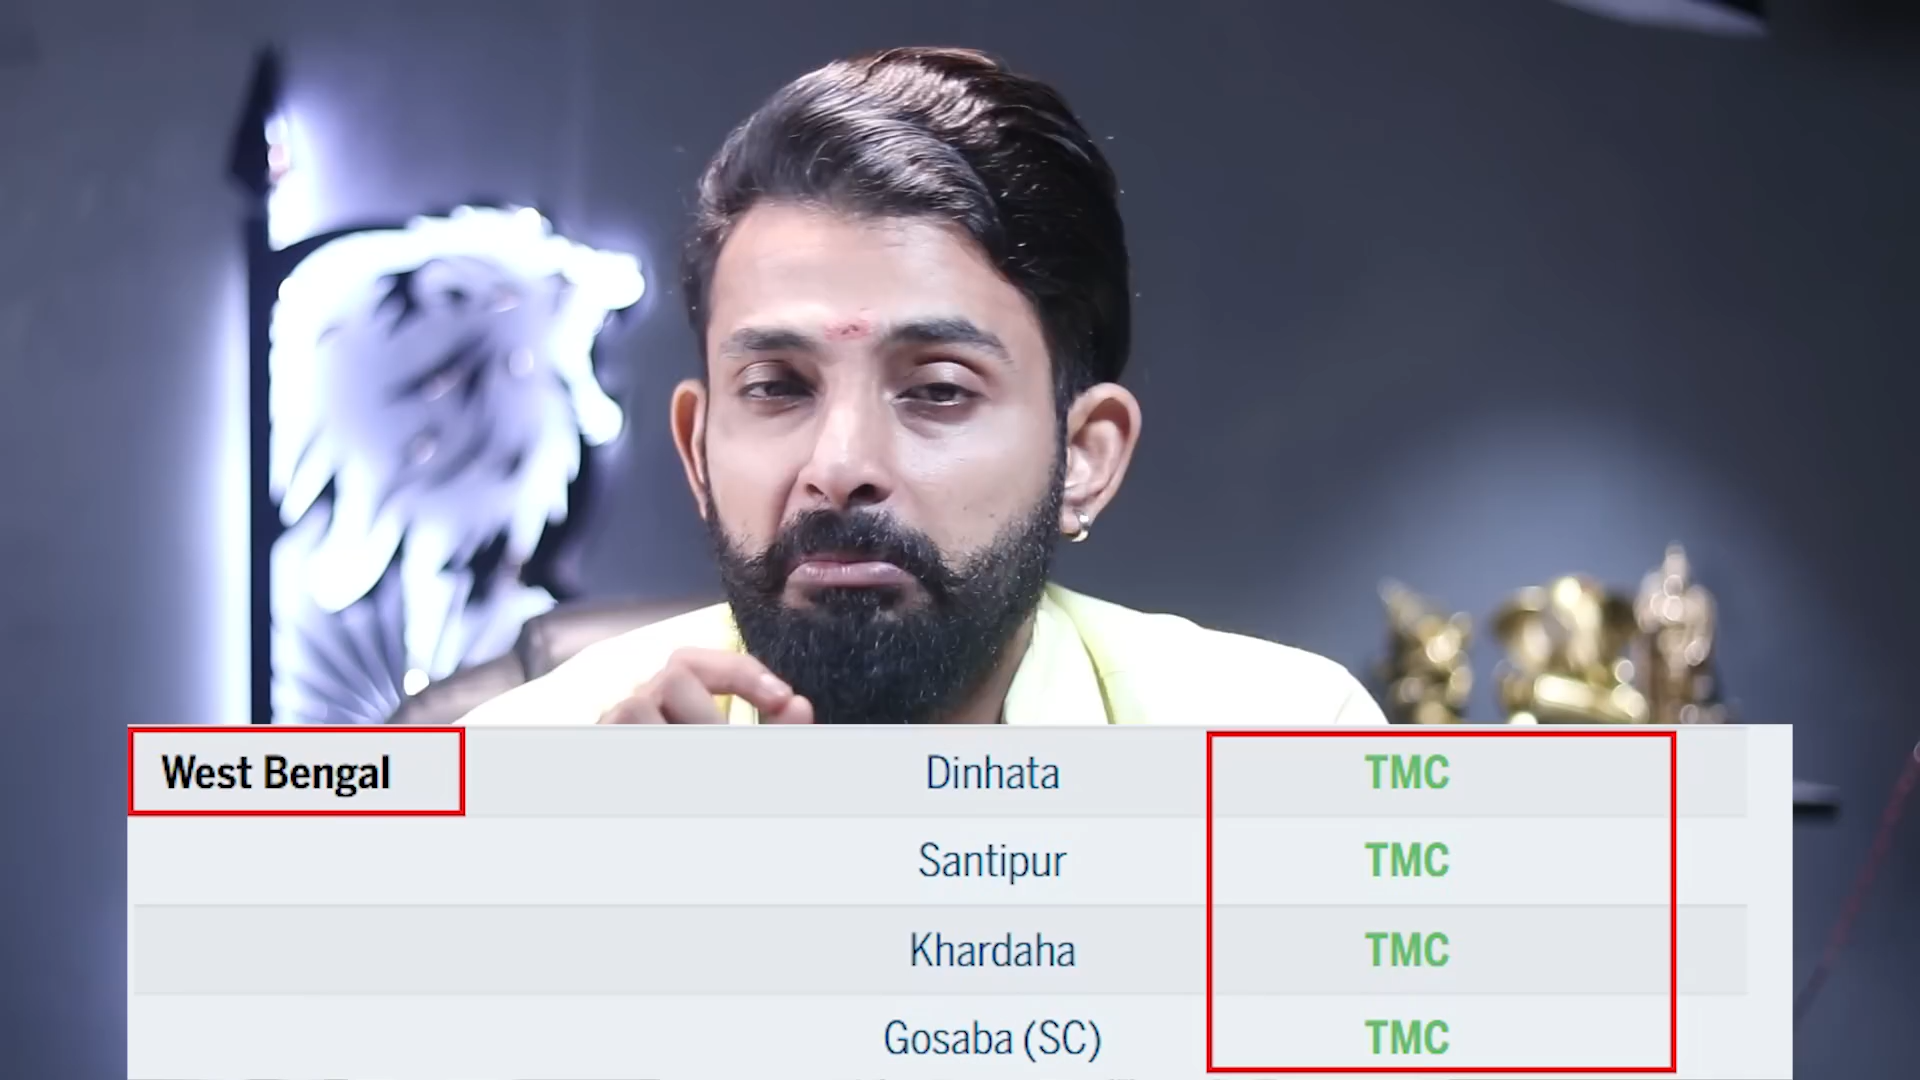 West Bengal Dinhata TMC
Santipur TMC
Khardaha TMC
Gosaba (SC) TMC